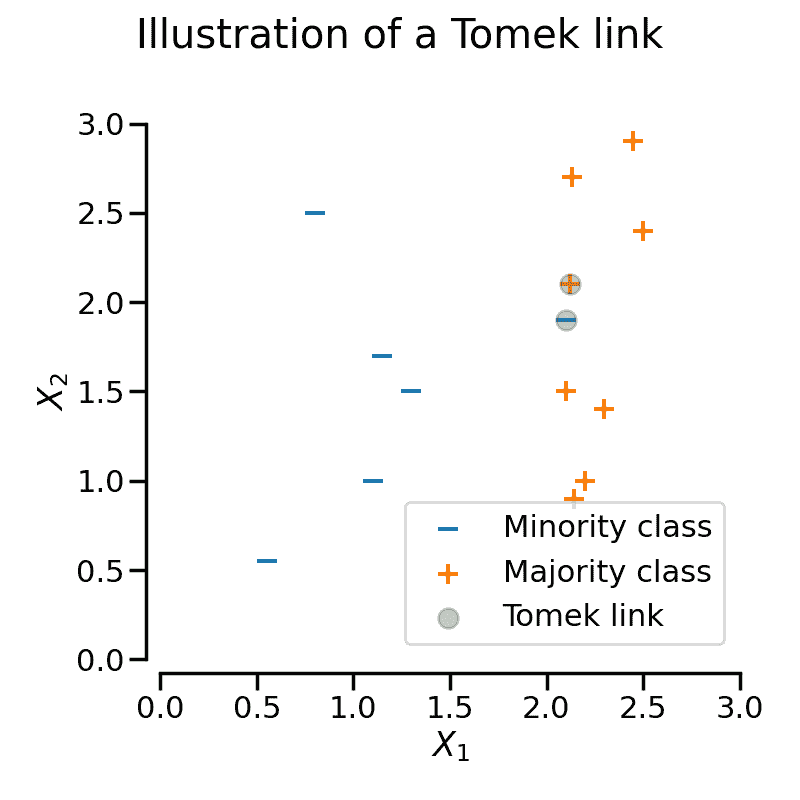 Illustration of a Tomek link
3.0
2.5
2.0
1.5
1.0
0.5
0.0
X2
Minority class
Majority class
Tomek link
0.0 0.5 1.0 1.5 2.0 2.5 3.0
X1